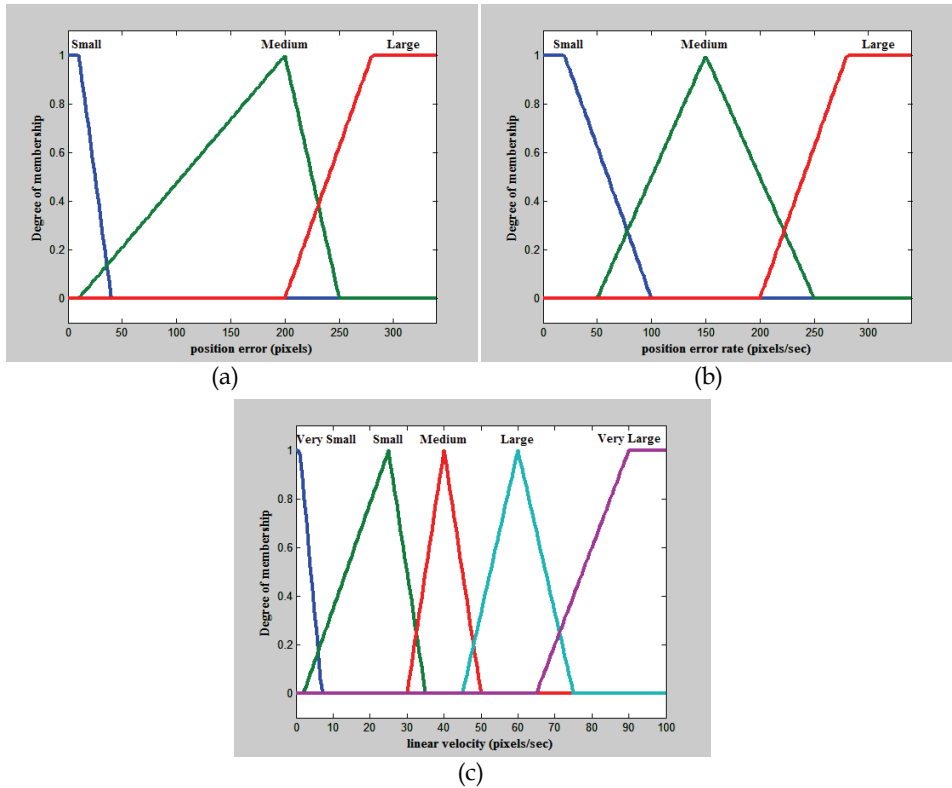 Small Medium Large
1
0.8
0.6
0.4
0.2
0
Degree of membership
0 50 100 150 200 250 300
position error (pixels)
(a)
Small Medium Large
1
0.8
0.6
0.4
0.2
0
Degree of membership
0 50 100 150 200 250 300
position error rate (pixels/sec)
(b)
Very Small Small Medium Large Very Large
1
0.8
0.6
0.4
0.2
0
Degree of membership
0 10 20 30 40 50 60 70 80 90 100
linear velocity (pixels/sec)
(c)